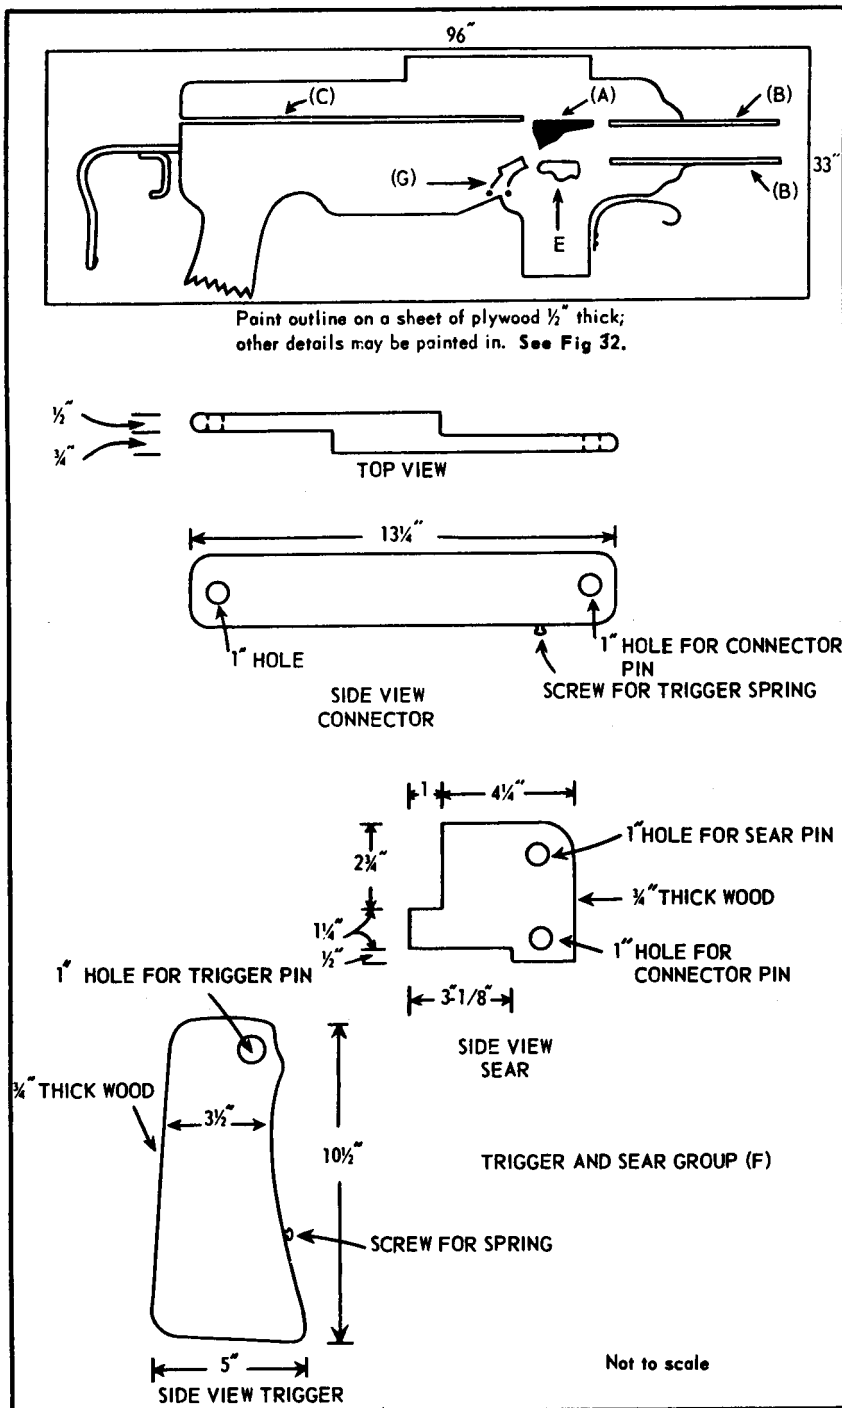 96"
(C)
(A)
(B)
(G)
33"
(B)
E
Paint outline on a sheet of plywood ½" thick;
other details may be painted in. See Fig 32.
½"
¾"
TOP VIEW
13¼"
1" HOLE
1" HOLE FOR CONNECTOR
PIN
SCREW FOR TRIGGER SPRING
SIDE VIEW
CONNECTOR
1
4¼"
1" HOLE FOR SEAR PIN
2¾"
¾" THICK WOOD
1¼"
½"
1" HOLE FOR
CONNECTOR PIN
3"-1/8"
1" HOLE FOR TRIGGER PIN
SIDE VIEW
SEAR
¾" THICK WOOD
3½"
10½"
TRIGGER AND SEAR GROUP (F)
SCREW FOR SPRING
5"
Not to scale
SIDE VIEW TRIGGER